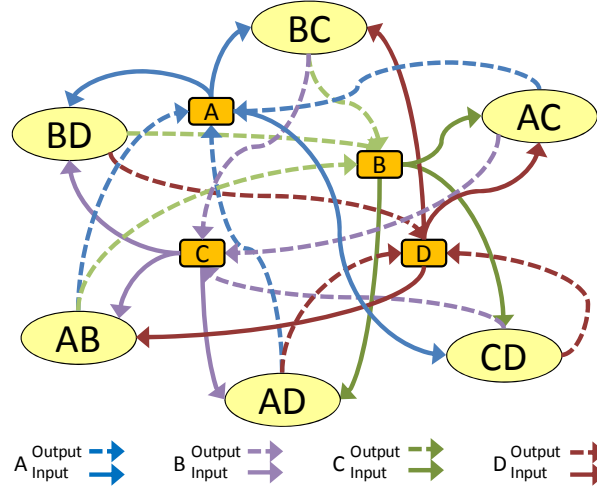 BC
A
AC
BD
B
C
D
AB
CD
AD
A Output Input
B Output Input
C Output Input
D Output Input